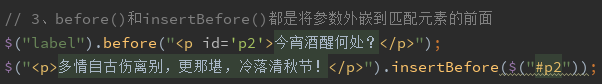 // 3、before()和insertBefore()都是将参数外嵌到匹配元素的前面
$("label").before("<p id='p2'>今宵酒醒何处？</p>");
$("<p>多情自古伤离别，更那堪，冷落清秋节！</p>").insertBefore($("#p2"));